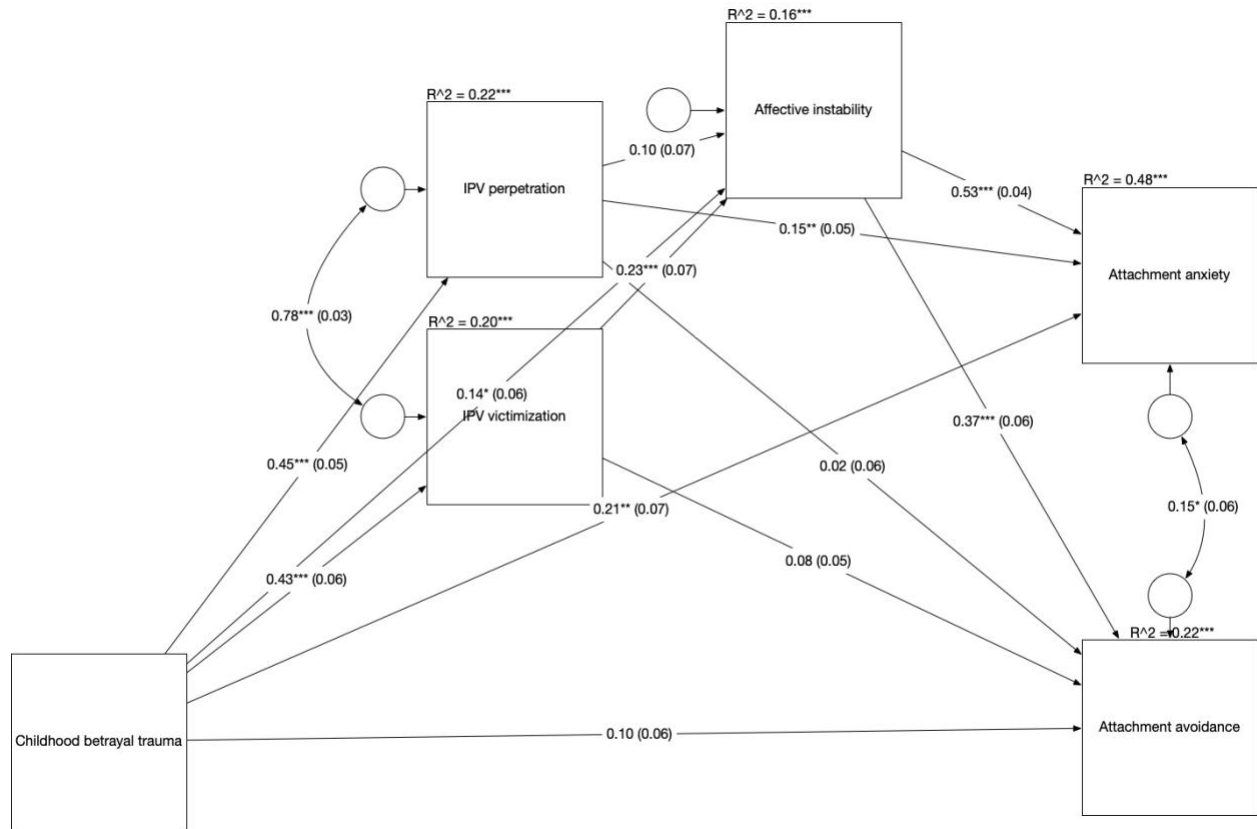 R^2 = 0.16***
Affective instability
R^2 = 0.22***
IPV perpetration
0.10 (0.07)
R^2 = 0.48***
0.53*** (0.04)
0.15** (0.05)
Attachment anxiety
0.23*** (0.07)
0.78*** (0.03)
R^2 = 0.20***
0.14* (0.06)
IPV victimization
0.37*** (0.06)
0.45*** (0.05)
0.02 (0.06)
0.21** (0.07)
0.15* (0.06)
0.08 (0.05)
0.43*** (0.06)
R^2 = 0.22***
Attachment avoidance
0.10 (0.06)
Childhood betrayal trauma